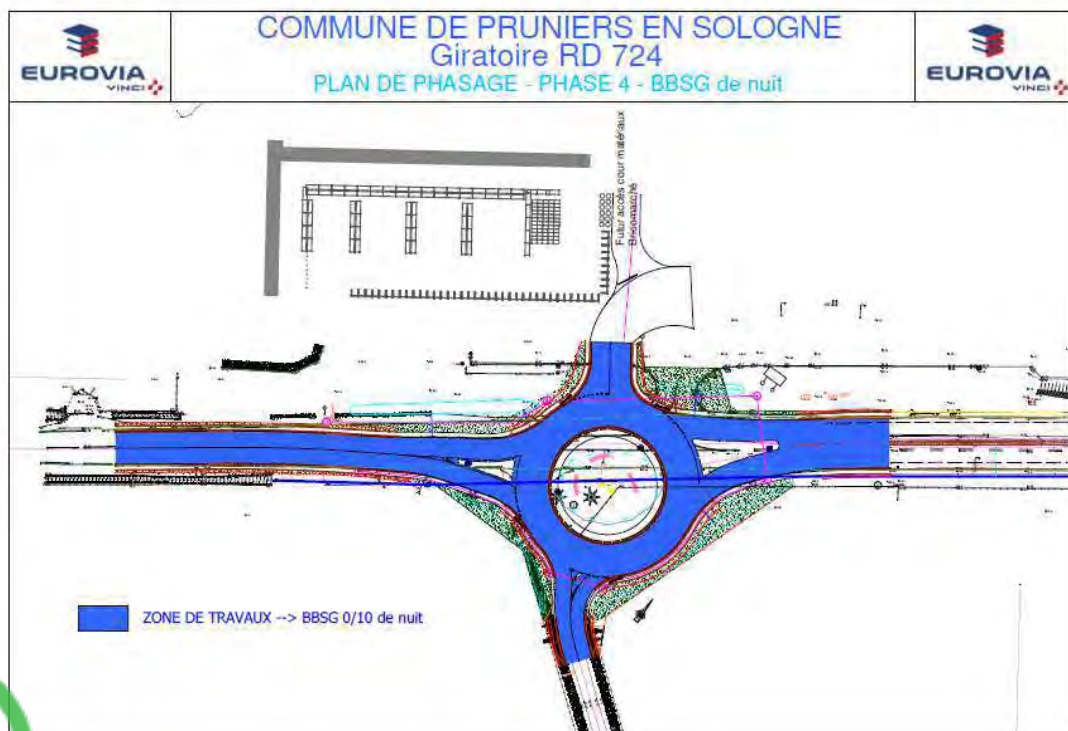 COMMUNE DE PRUNIERS EN SOLOGNE
Giratoire RD 724
PLAN DE PHASAGE - PHASE 4 - BBSG de nuit
EUROVIA
VINCI
EUROVIA
VINCI
Futur accès cour matériaux
Bricomarché
ZONE DE TRAVAUX --> BBSG 0/10 de nuit